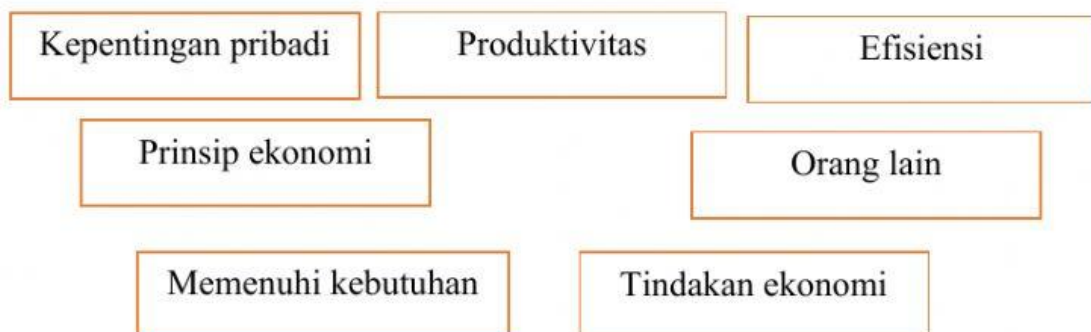 Kepentingan pribadi
Produktivitas
Efisiensi
Prinsip ekonomi
Orang lain
Memenuhi kebutuhan
Tindakan ekonomi